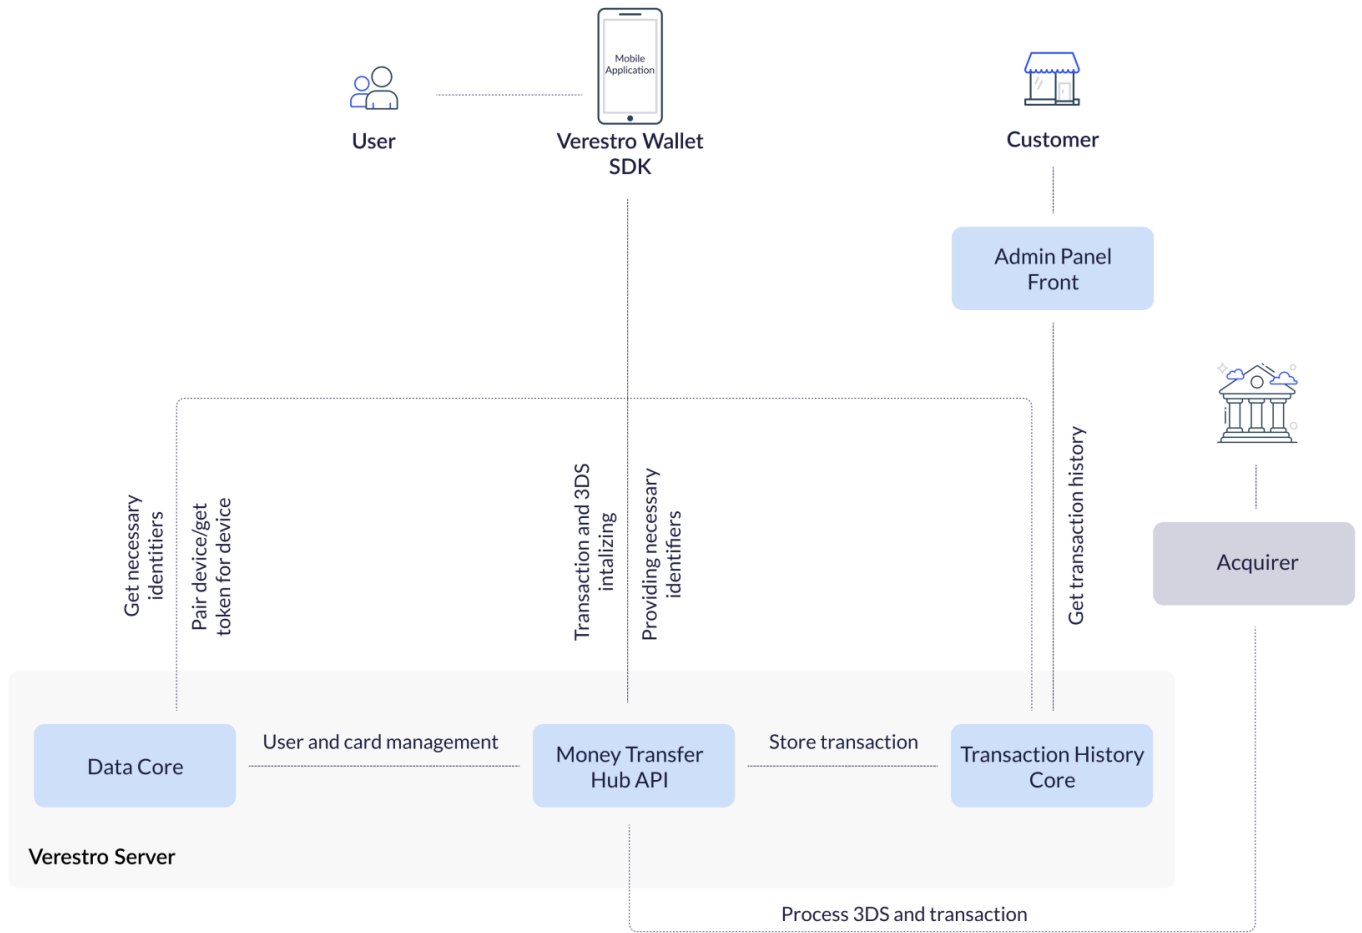 Mobile
Application
User
Verestro Wallet
SDK
Customer
Admin Panel
Front
Get necessary
identitiers
Pair device/get
token for device
Transaction and 3DS
intalizing
Providing necessary
identifiers
Get transaction history
Acquirer
Data Core
User and card management
Money Transfer
Hub API
Store transaction
Transaction History
Core
Verestro Server
Process 3DS and transaction